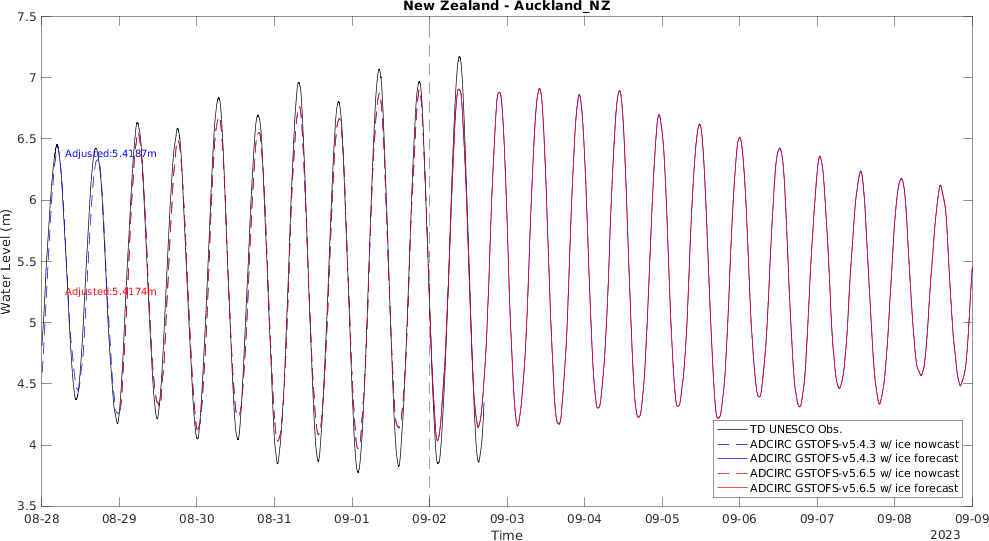 New Zealand - Auckland_NZ
7.5
7
6.5
6
5.5
5
4.5
4
3.5
Water Level (m)
Adjusted:5.4187m
Adjusted:5.4174m
TD UNESCO Obs.
ADCIRC GSTOFS-v5.4.3 w/ ice nowcast
ADCIRC GSTOFS-v5.4.3 w/ ice forecast
ADCIRC GSTOFS-v5.6.5 w/ ice nowcast
ADCIRC GSTOFS-v5.6.5 w/ ice forecast
08-28 08-29 08-30 08-31 09-01 09-02 09-03 09-04 09-05 09-06 09-07 09-08 09-09
Time
2023